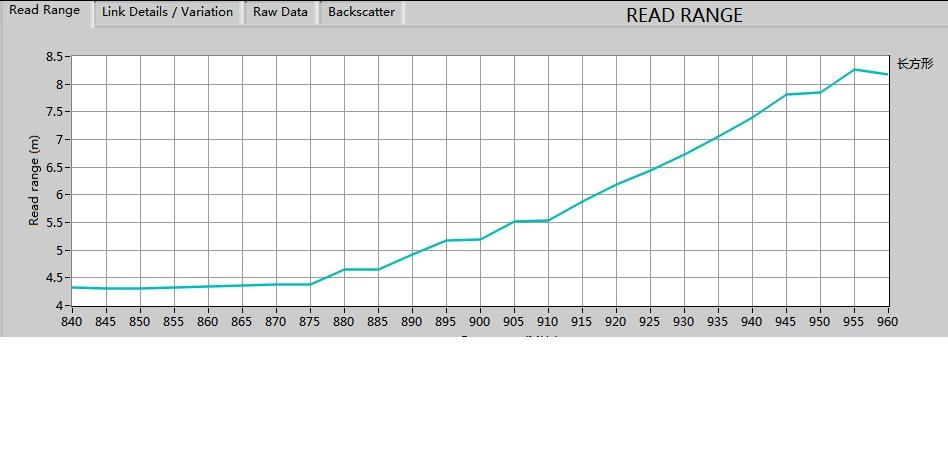 Read Range
Link Details / Variation
Raw Data
Backscatter
READ RANGE
长方形
Read range (m)
8.5
8
7.5
7
6.5
6
5.5
5
4.5
4
840 845 850 855 860 865 870 875 880 885 890 895 900 905 910 915 920 925 930 935 940 945 950 955 960